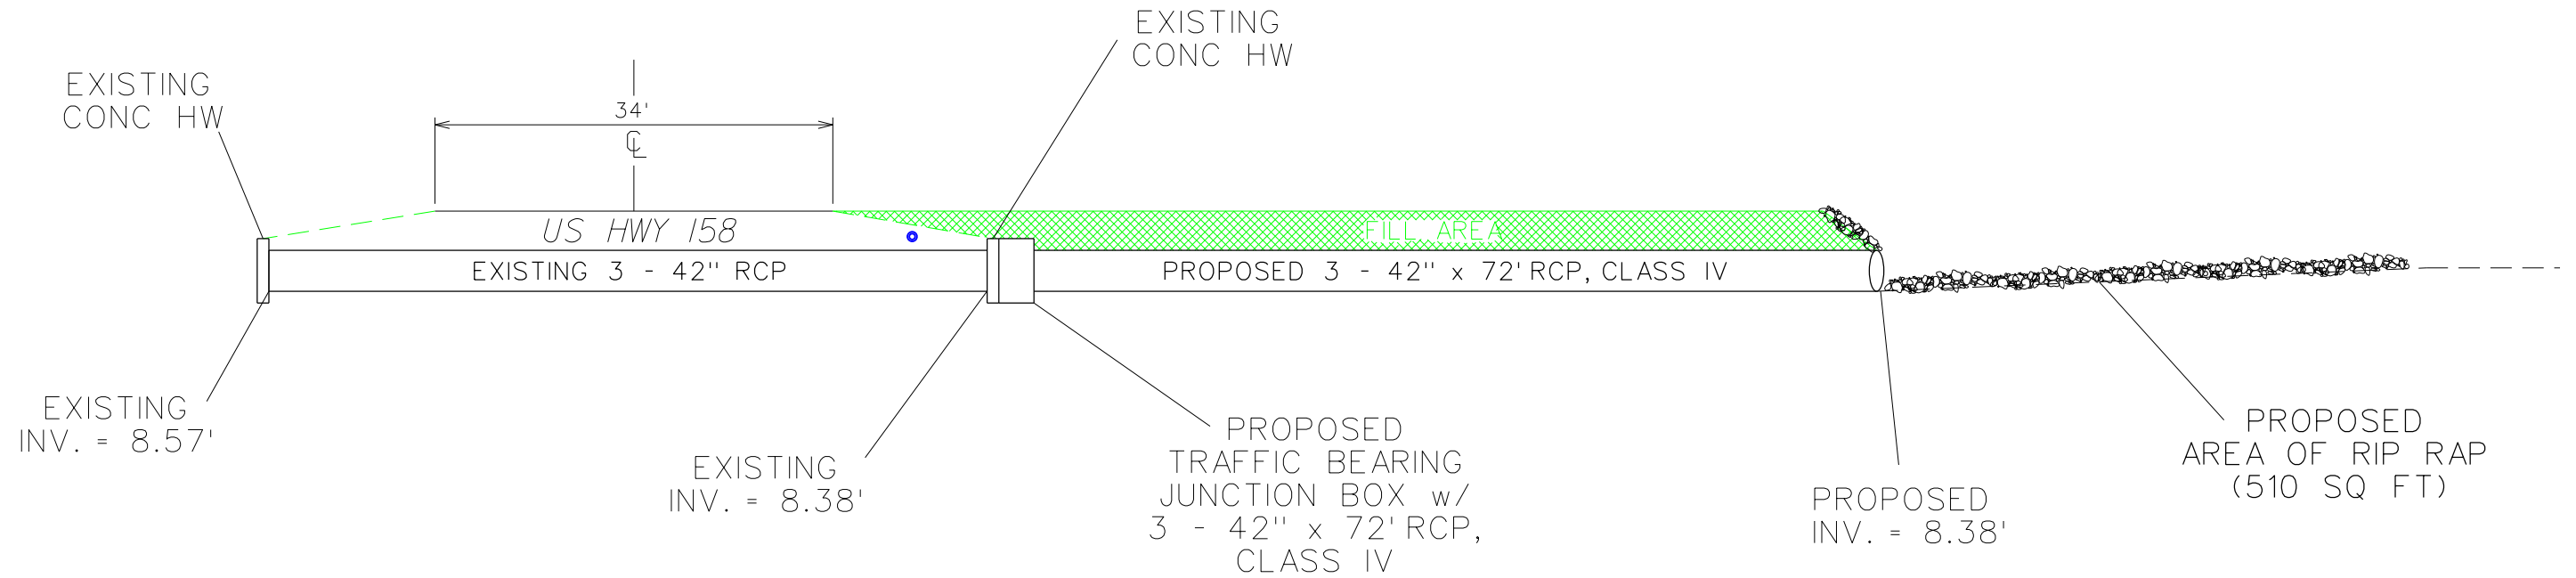 EXISTING
CONC HW
EXISTING
CONC HW
34'
℄
US HWY 158
FILL AREA
EXISTING 3 - 42" RCP
PROPOSED 3 - 42" x 72' RCP, CLASS IV
EXISTING
INV. = 8.57'
EXISTING
INV. = 8.38'
PROPOSED
TRAFFIC BEARING
JUNCTION BOX w/
3 - 42" x 72' RCP,
CLASS IV
PROPOSED
INV. = 8.38'
PROPOSED
AREA OF RIP RAP
(510 SQ FT)